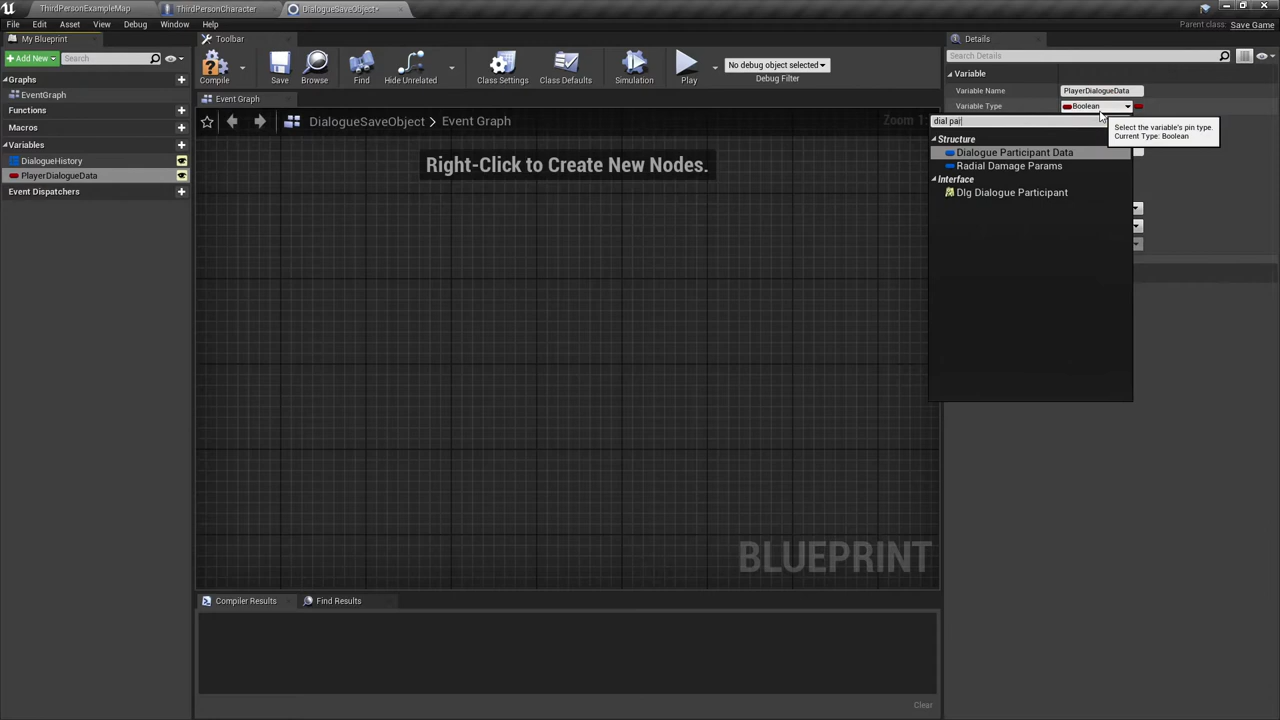 ThirdPersonExampleMap
ThirdPersonCharacter
DialogueSaveObject*
File Edit Asset View Debug Window Help
Parent class: Save Game
My Blueprint
Toolbar
Details
Add New
Search
Compile
Save
Browse
Find
Hide Unrelated
Class Settings
Class Defaults
Simulation
Play
No debug object selected
Debug Filter
Search Details
Graphs
EventGraph
Functions
Macros
Variables
DialogueHistory
PlayerDialogueData
Event Dispatchers
Event Graph
DialogueSaveObject > Event Graph
Zoom 1
Right-Click to Create New Nodes.
BLUEPRINT
Variable
Variable Name PlayerDialogueData
Variable Type Boolean
dial pai
Select the variable's pin type.
Current Type: Boolean
Structure
Dialogue Participant Data
Radial Damage Params
Interface
Dlg Dialogue Participant
Compiler Results
Find Results
Clear